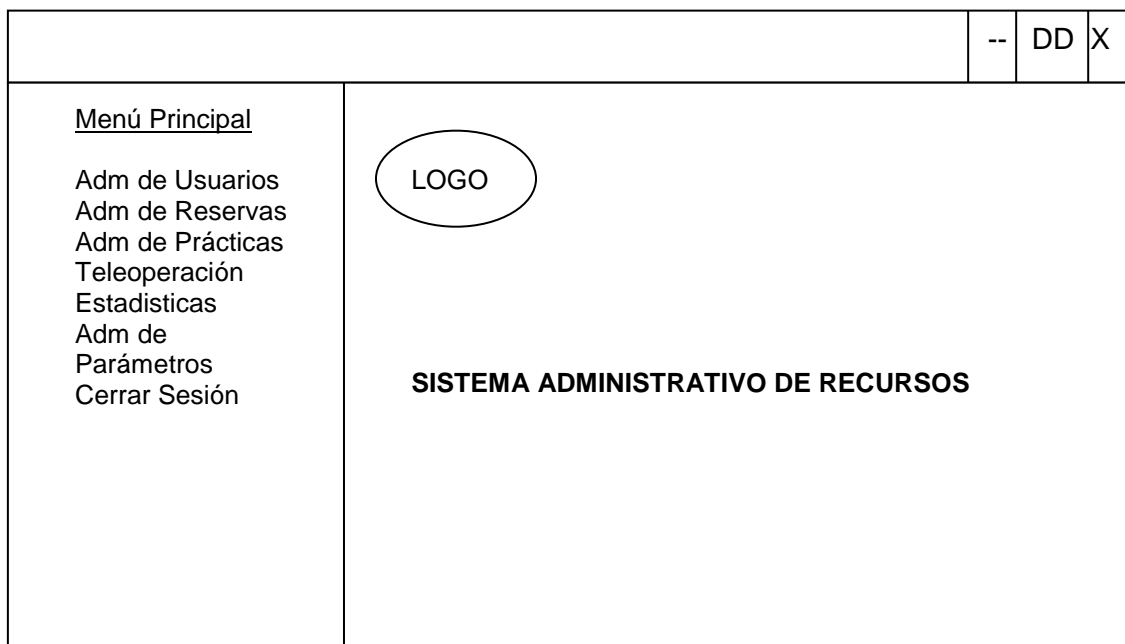 -- DD X
Menú Principal
Adm de Usuarios
Adm de Reservas
Adm de Prácticas
Teleoperación
Estadisticas
Adm de
Parámetros
Cerrar Sesión
LOGO
SISTEMA ADMINISTRATIVO DE RECURSOS